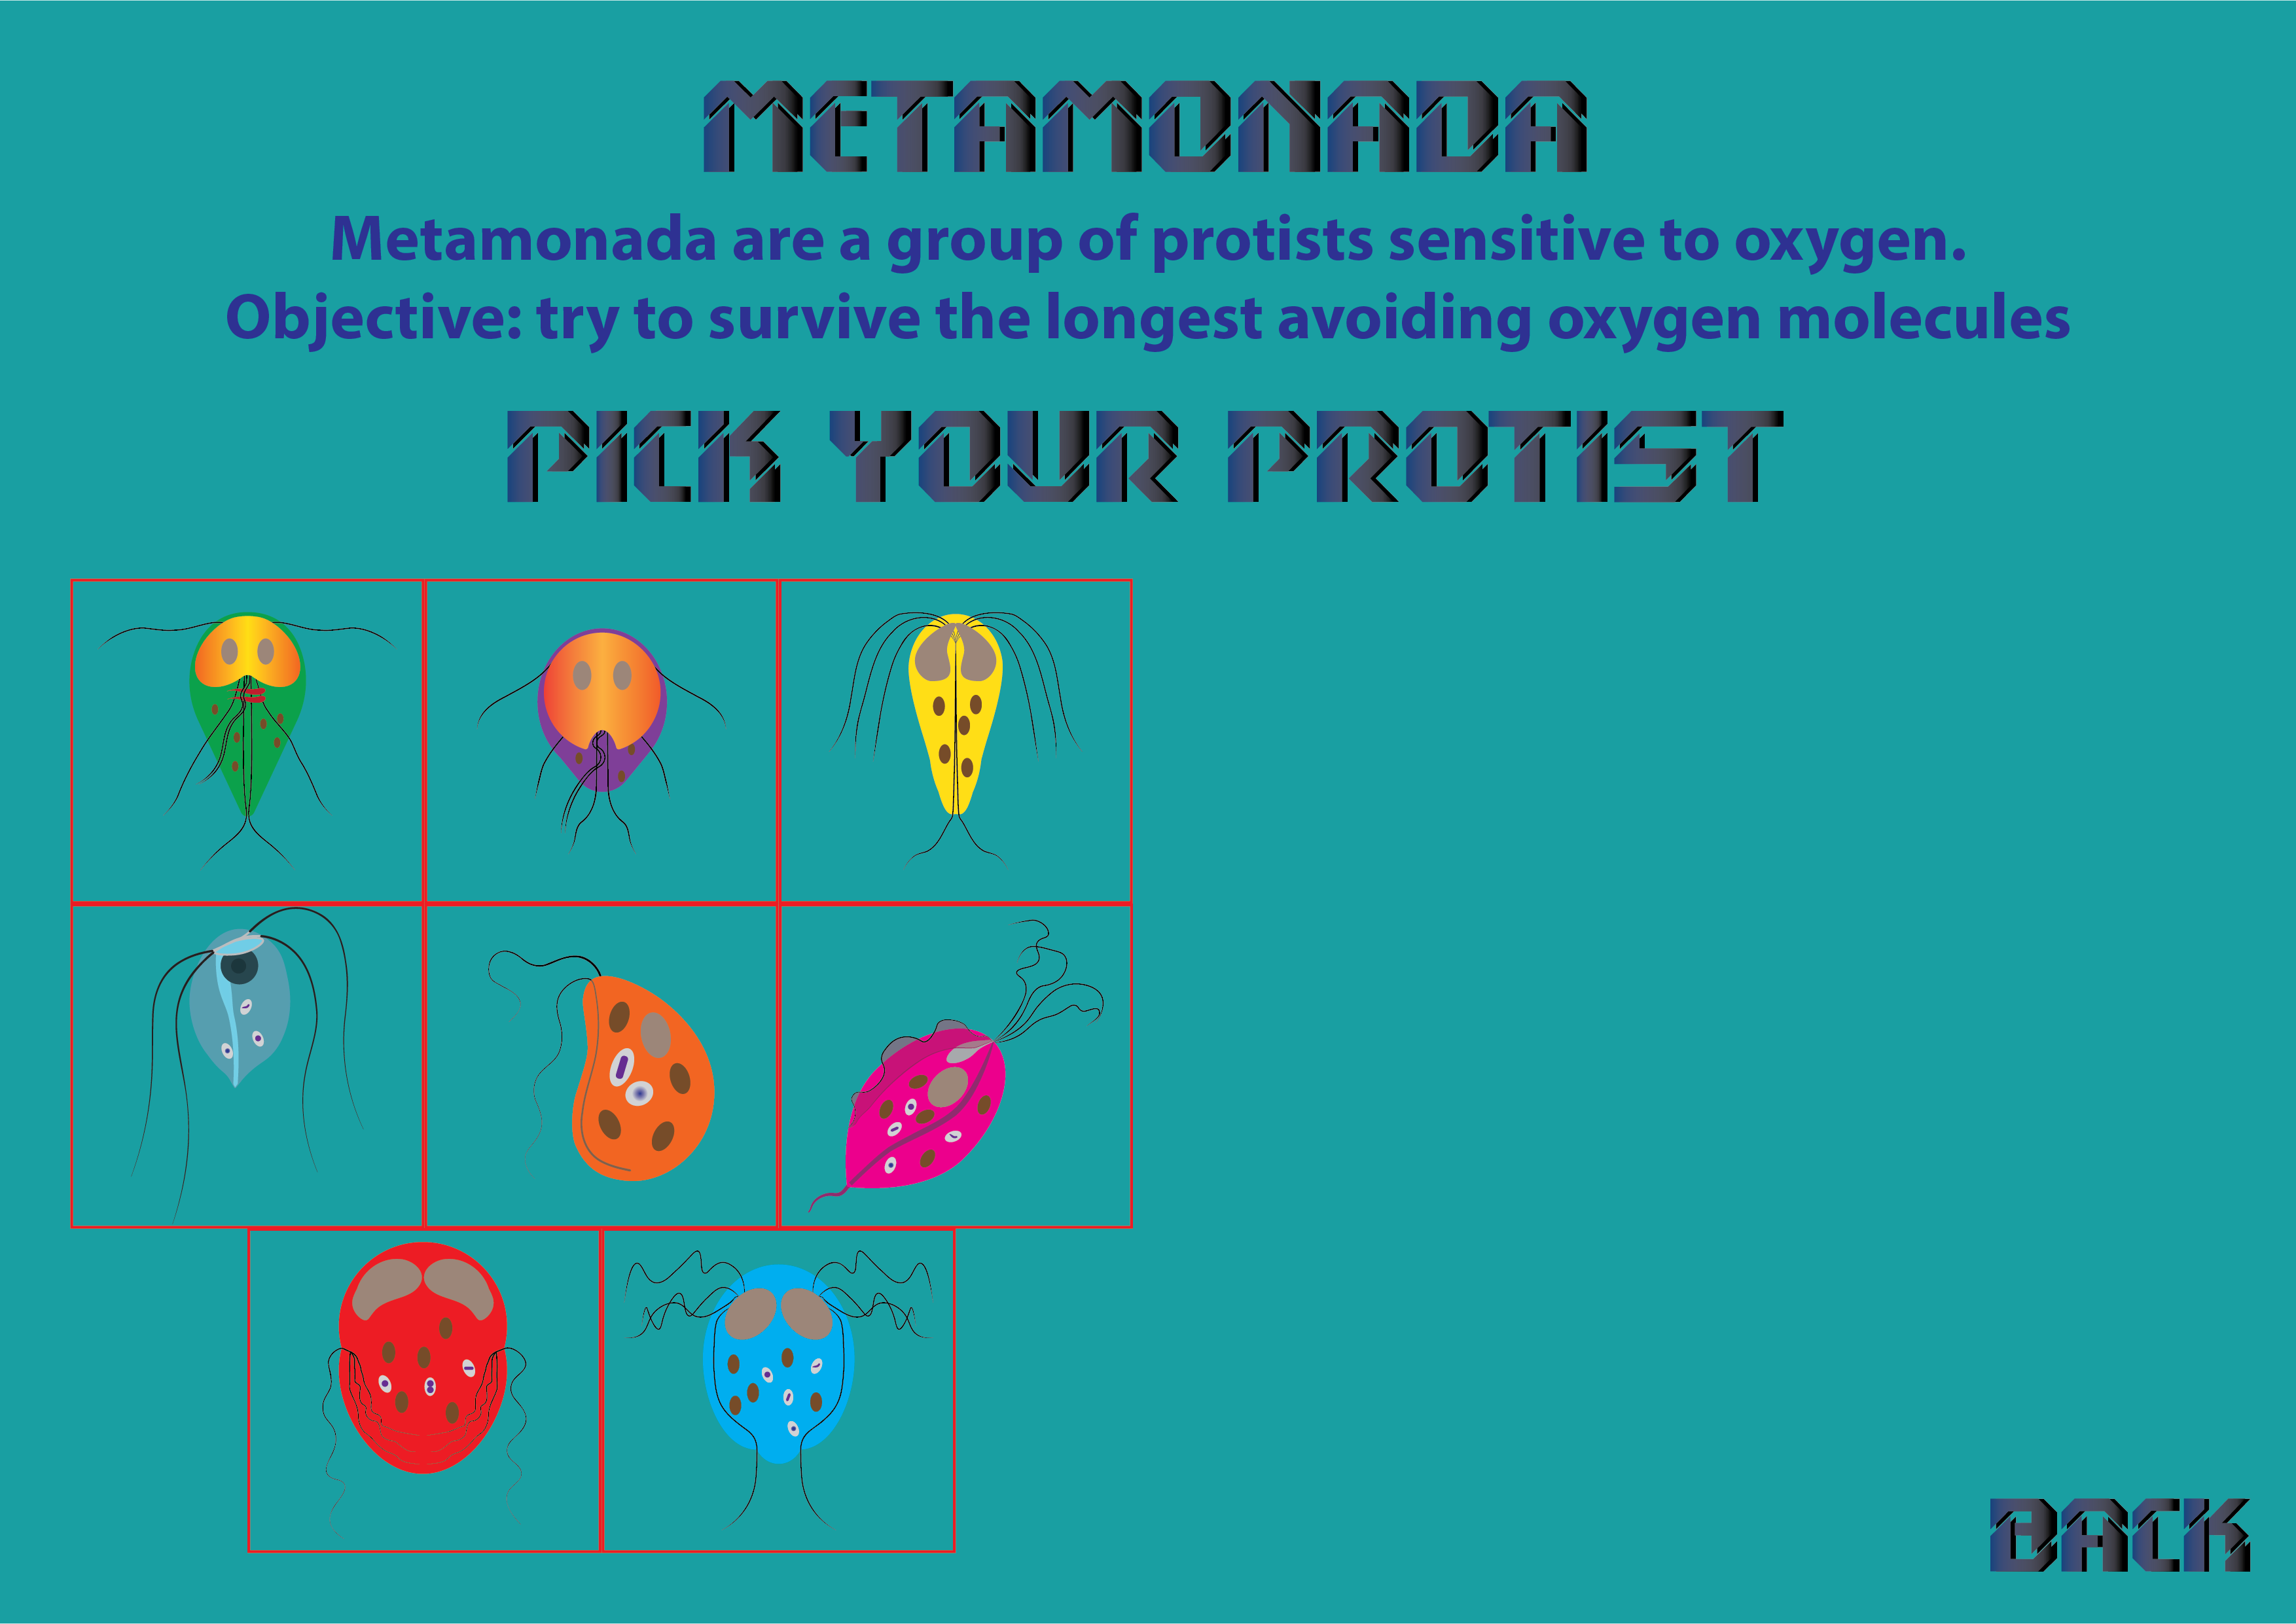 METAMONADA
Metamonada are a group of protists sensitive to oxygen.
Objective: try to survive the longest avoiding oxygen molecules
PICK YOUR PROTIST
BACK